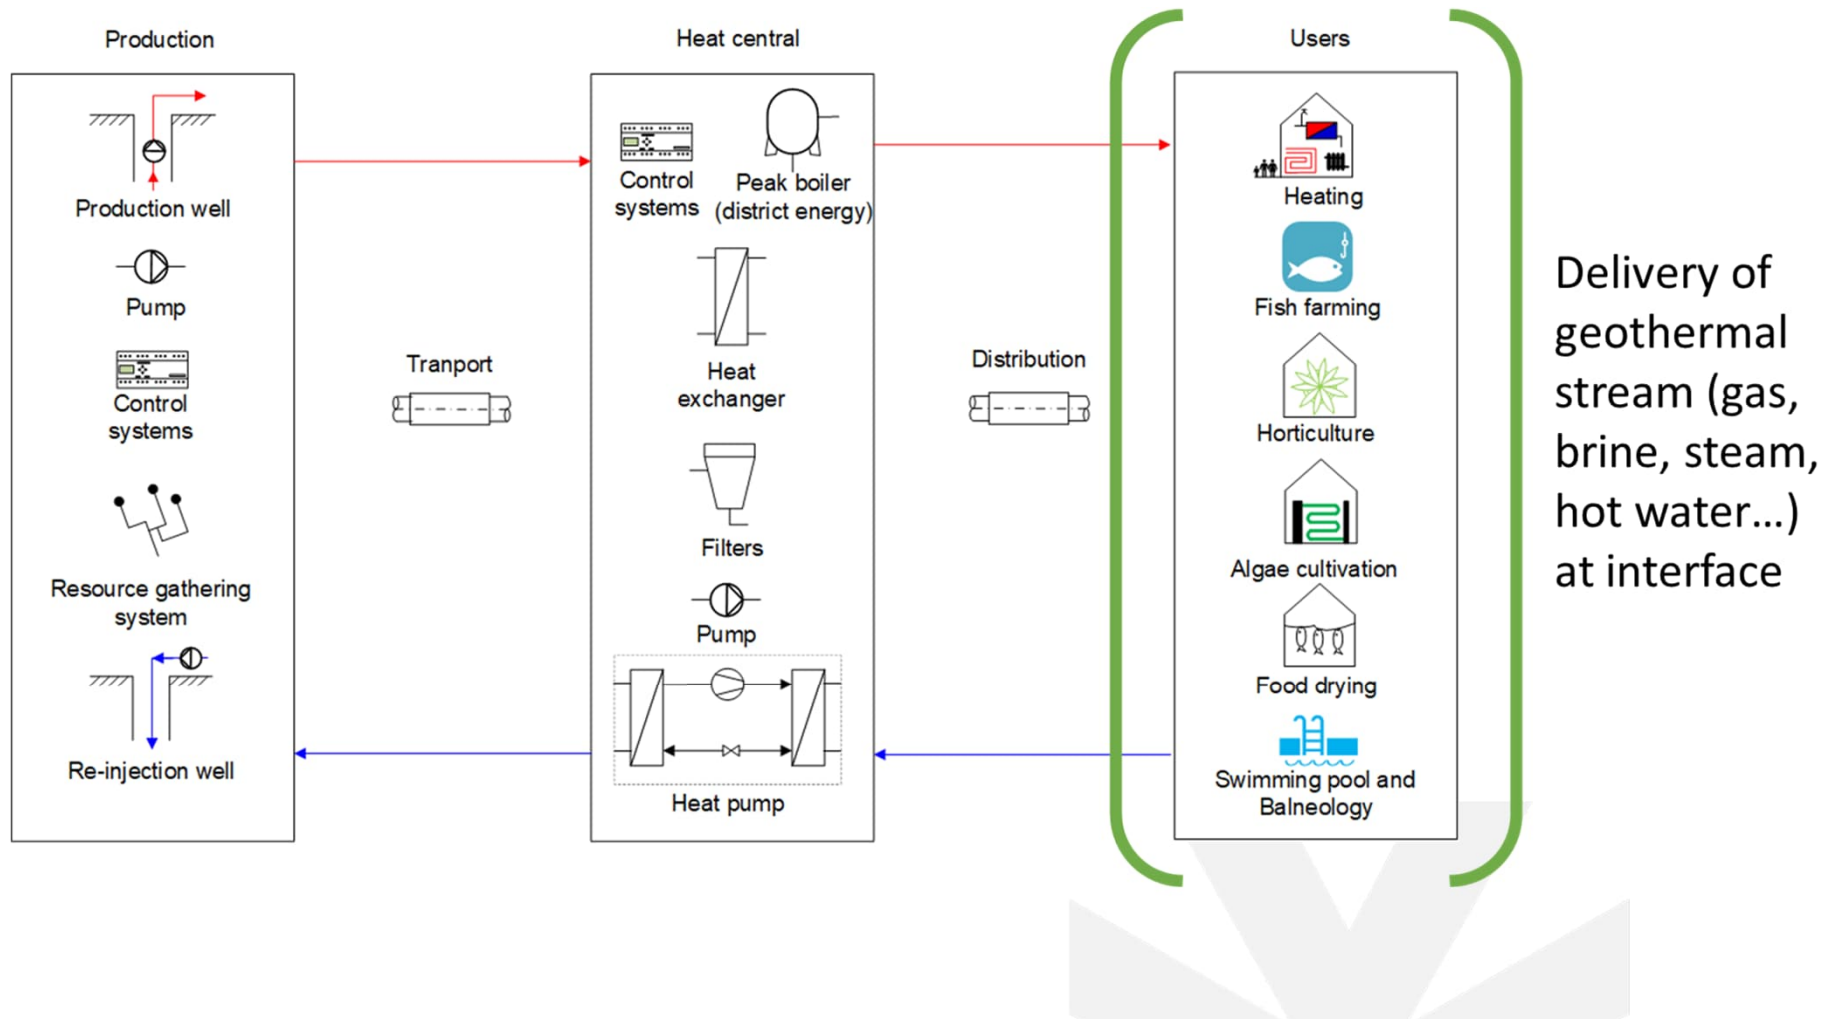 Production
Production well
Pump
Control
systems
Resource gathering
system
Re-injection well
Tranport
Heat central
Control
systems
Peak boiler
(district energy)
Heat
exchanger
Filters
Pump
Heat pump
Distribution
Users
Heating
Fish farming
Horticulture
Algae cultivation
Food drying
Swimming pool and
Balneology
Delivery of
geothermal
stream (gas,
brine, steam,
hot water...)
at interface